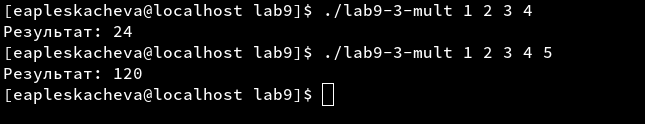 [eapleskacheva@localhost lab9]$ ./lab9-3-mult 1 2 3 4
Результат: 24
[eapleskacheva@localhost lab9]$ ./lab9-3-mult 1 2 3 4 5
Результат: 120
[eapleskacheva@localhost lab9]$